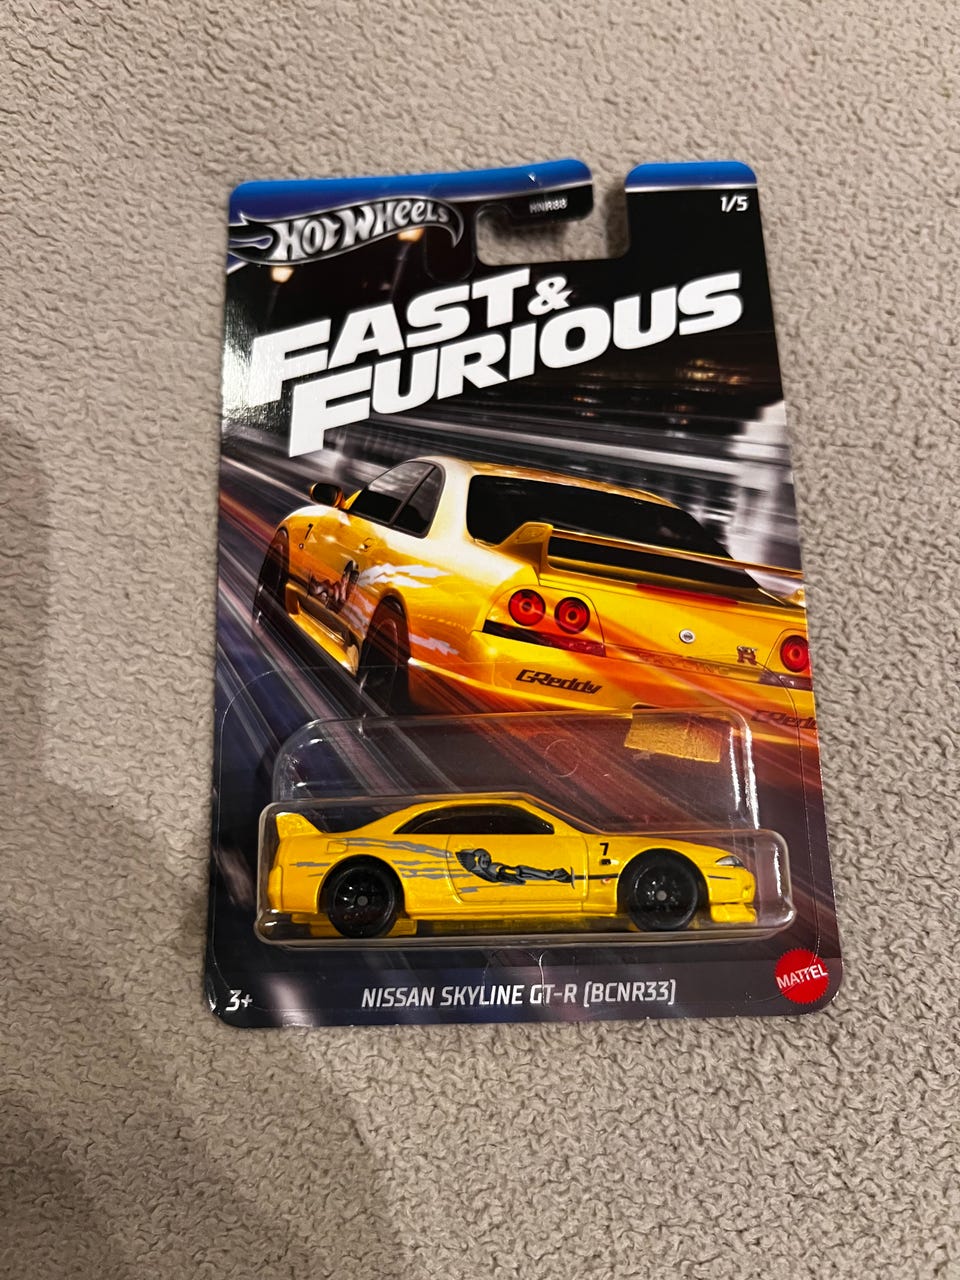 HNR88
1/5
HOT WHEELS
FAST &
FURIOUS
7
R
GReddy
7
3+
NISSAN SKYLINE GT-R (BCNR33)
MATTEL